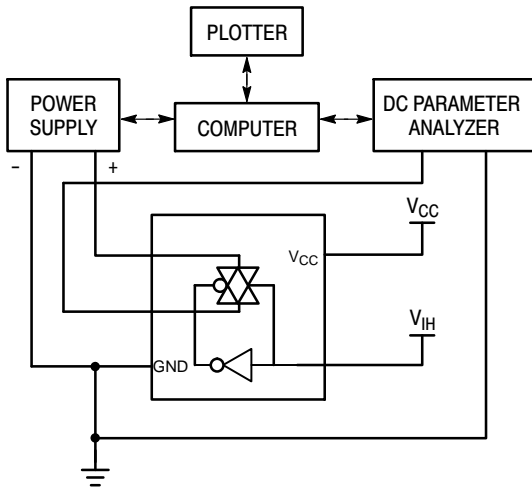 PLOTTER
POWER
SUPPLY
COMPUTER
DC PARAMETER
ANALYZER
–
+
VCC
VCC
VIH
GND